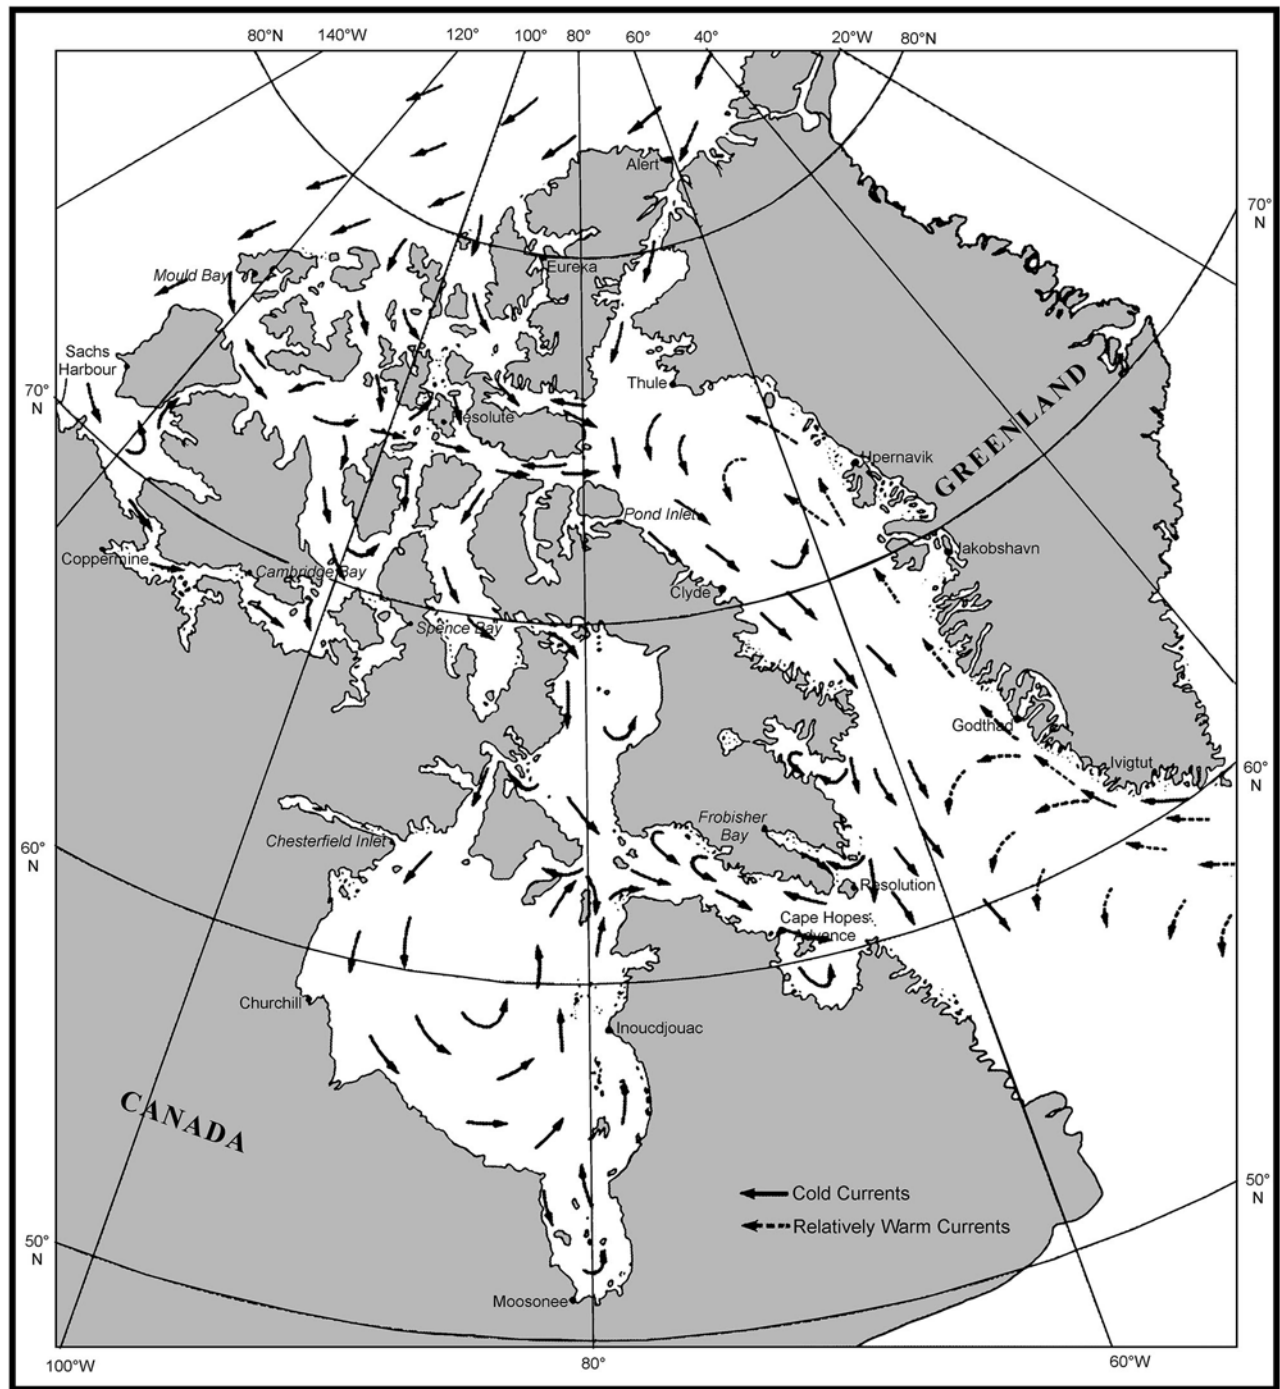 80°N 140°W 120° 100° 80° 60° 40° 20°W 80°N
Alert
70°
N
Eureka
Mould Bay
Sachs
Harbour
Thule
70°
N
Resolute
GREENLAND
Upernavik
Pond Inlet
Jakobshavn
Coppermine
Cambridge Bay
Clyde
Spence Bay
Godthad
Ivigtut
60°
N
Frobisher
Bay
Chesterfield Inlet
60°
N
Resolution
Cape Hopes
Advance
Churchill
Inoucdjouac
CANADA
50°
N
Cold Currents
Relatively Warm Currents
50°
N
Moosonee
100°W 80° 60°W